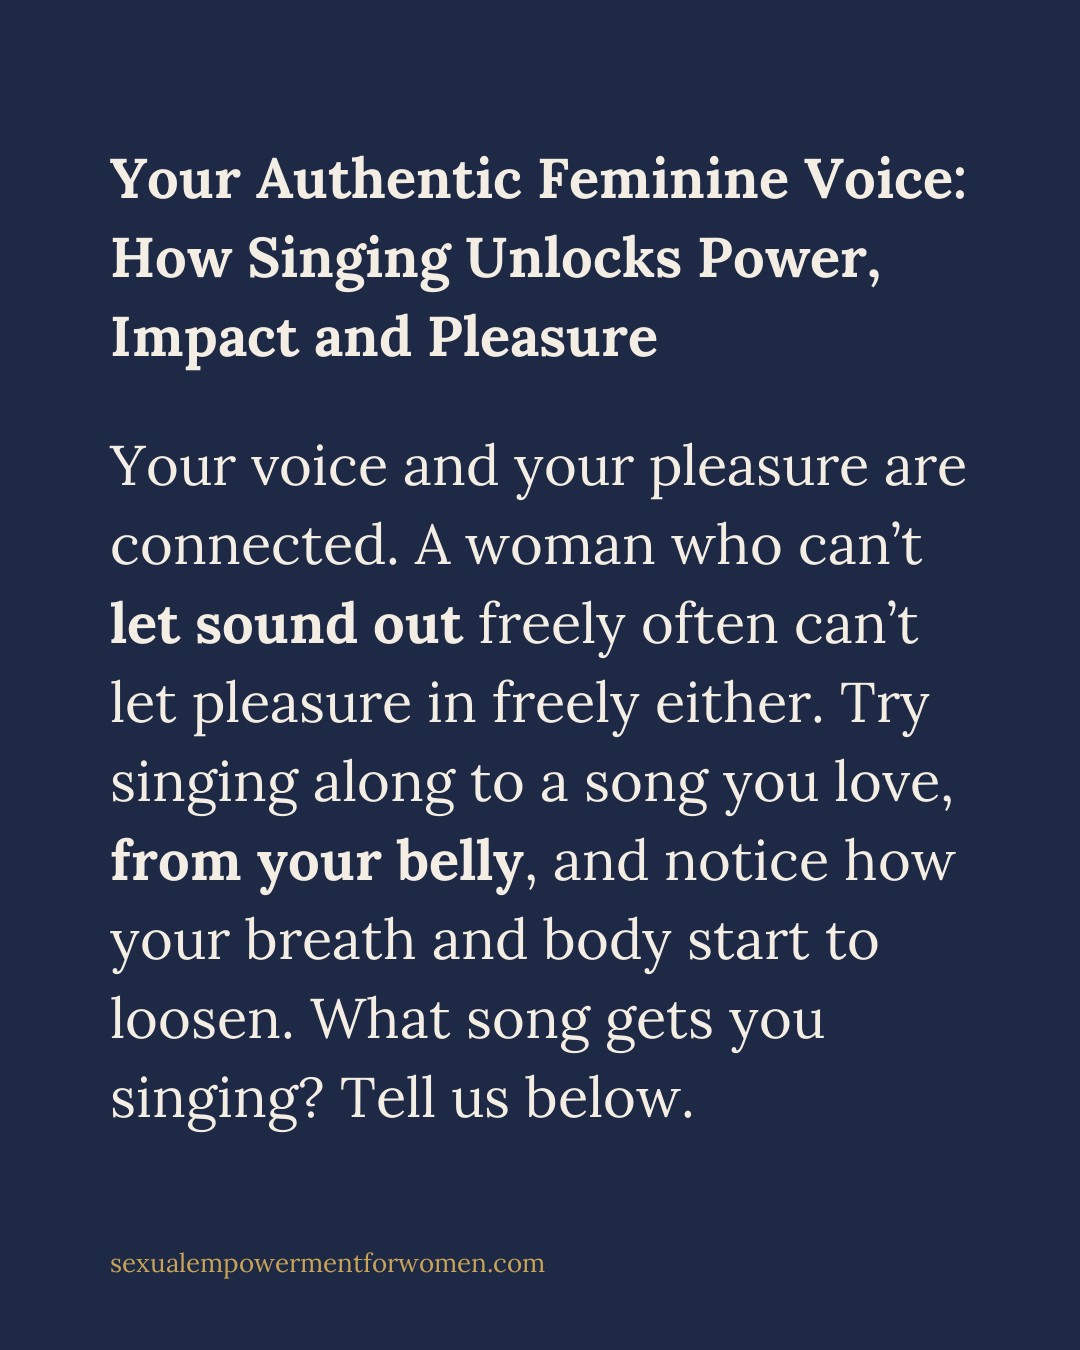 Your Authentic Feminine Voice:
How Singing Unlocks Power,
Impact and Pleasure
Your voice and your pleasure are
connected. A woman who can’t
let sound out freely often can’t
let pleasure in freely either. Try
singing along to a song you love,
from your belly, and notice how
your breath and body start to
loosen. What song gets you
singing? Tell us below.
sexualempowermentforwomen.com